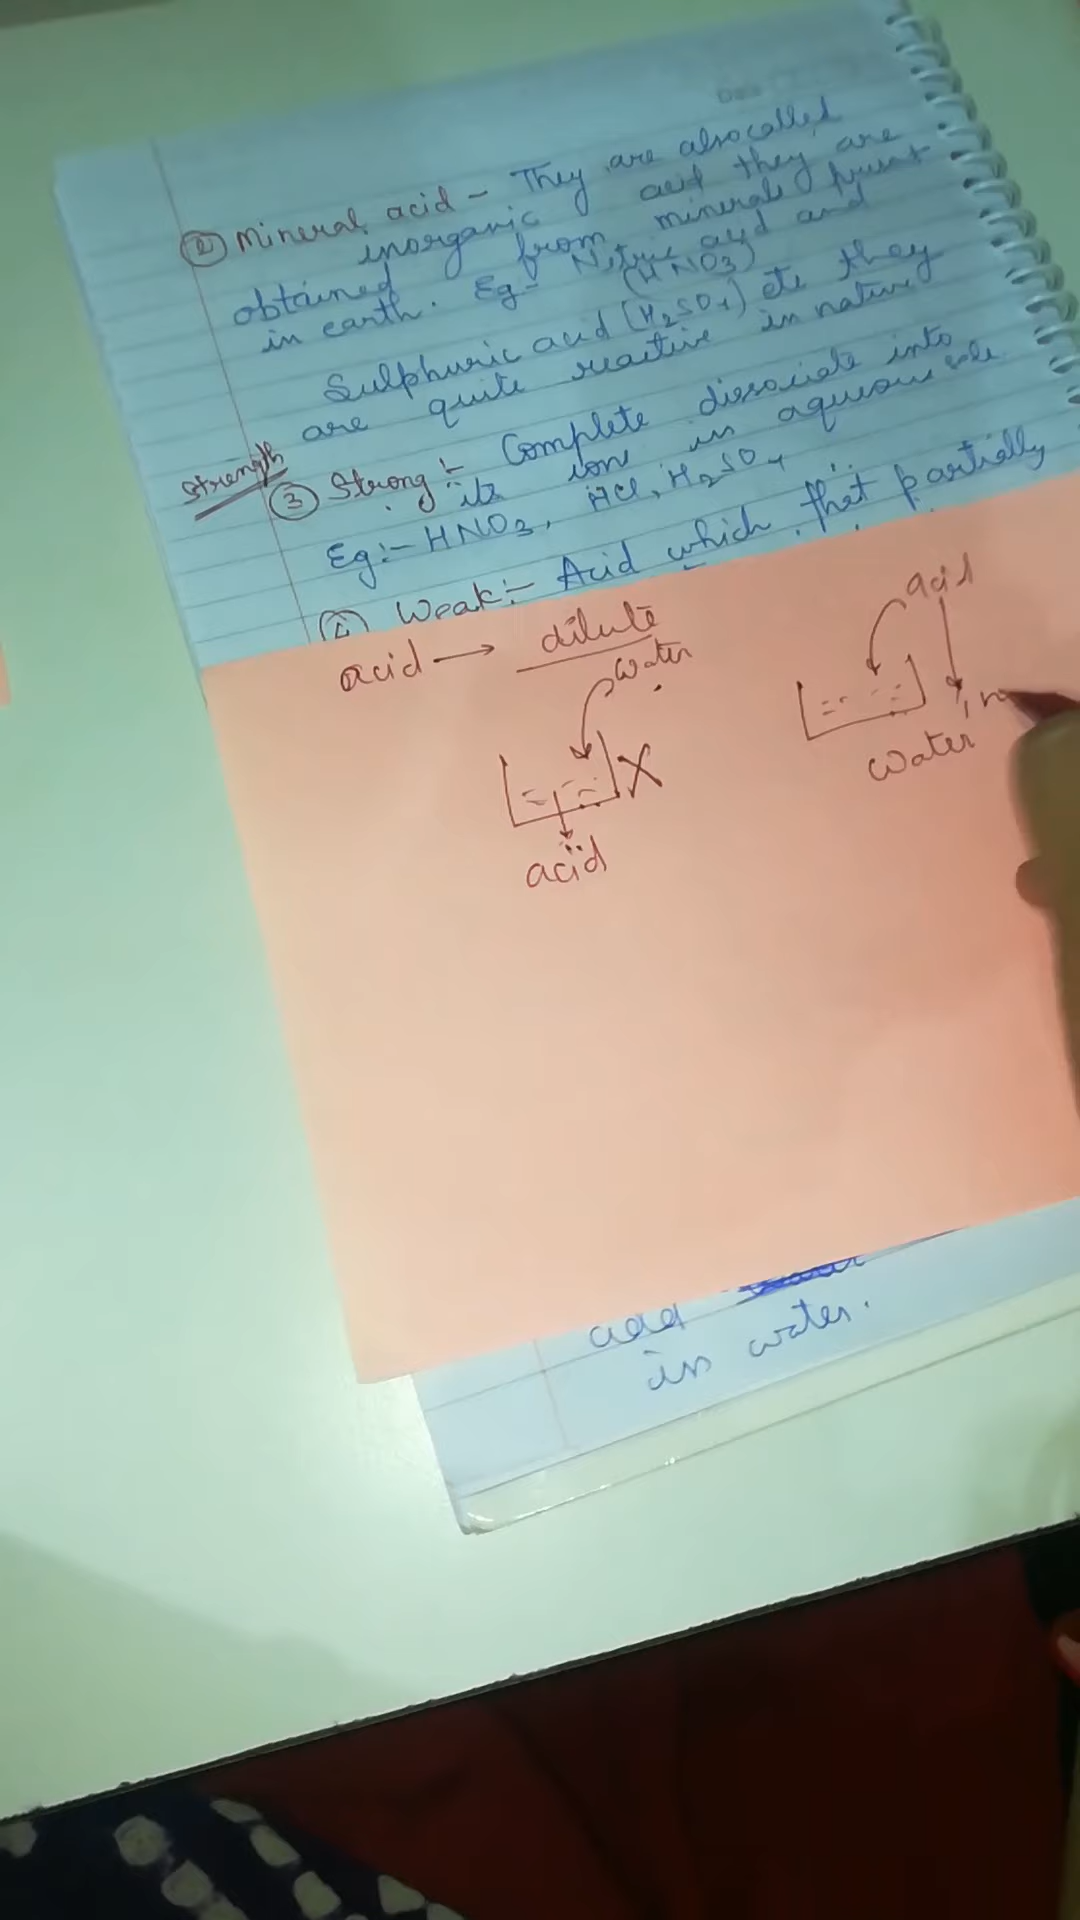 ② Mineral acid - They are also called
inorganic acid they are
obtained from minerals present
in earth. Eg- Nitric acid and
(HNO3)
Sulphuric acid (H2SO4) etc they
are quite reactive in nature
Strength
③ Strong :- Complete dissociate into
its ions in aqueous soln.
Eg:- HNO3, HCl, H2SO4
④ Weak:- Acid which that partially
acid → dilute
water
X
acid
acid
water
add
in water.